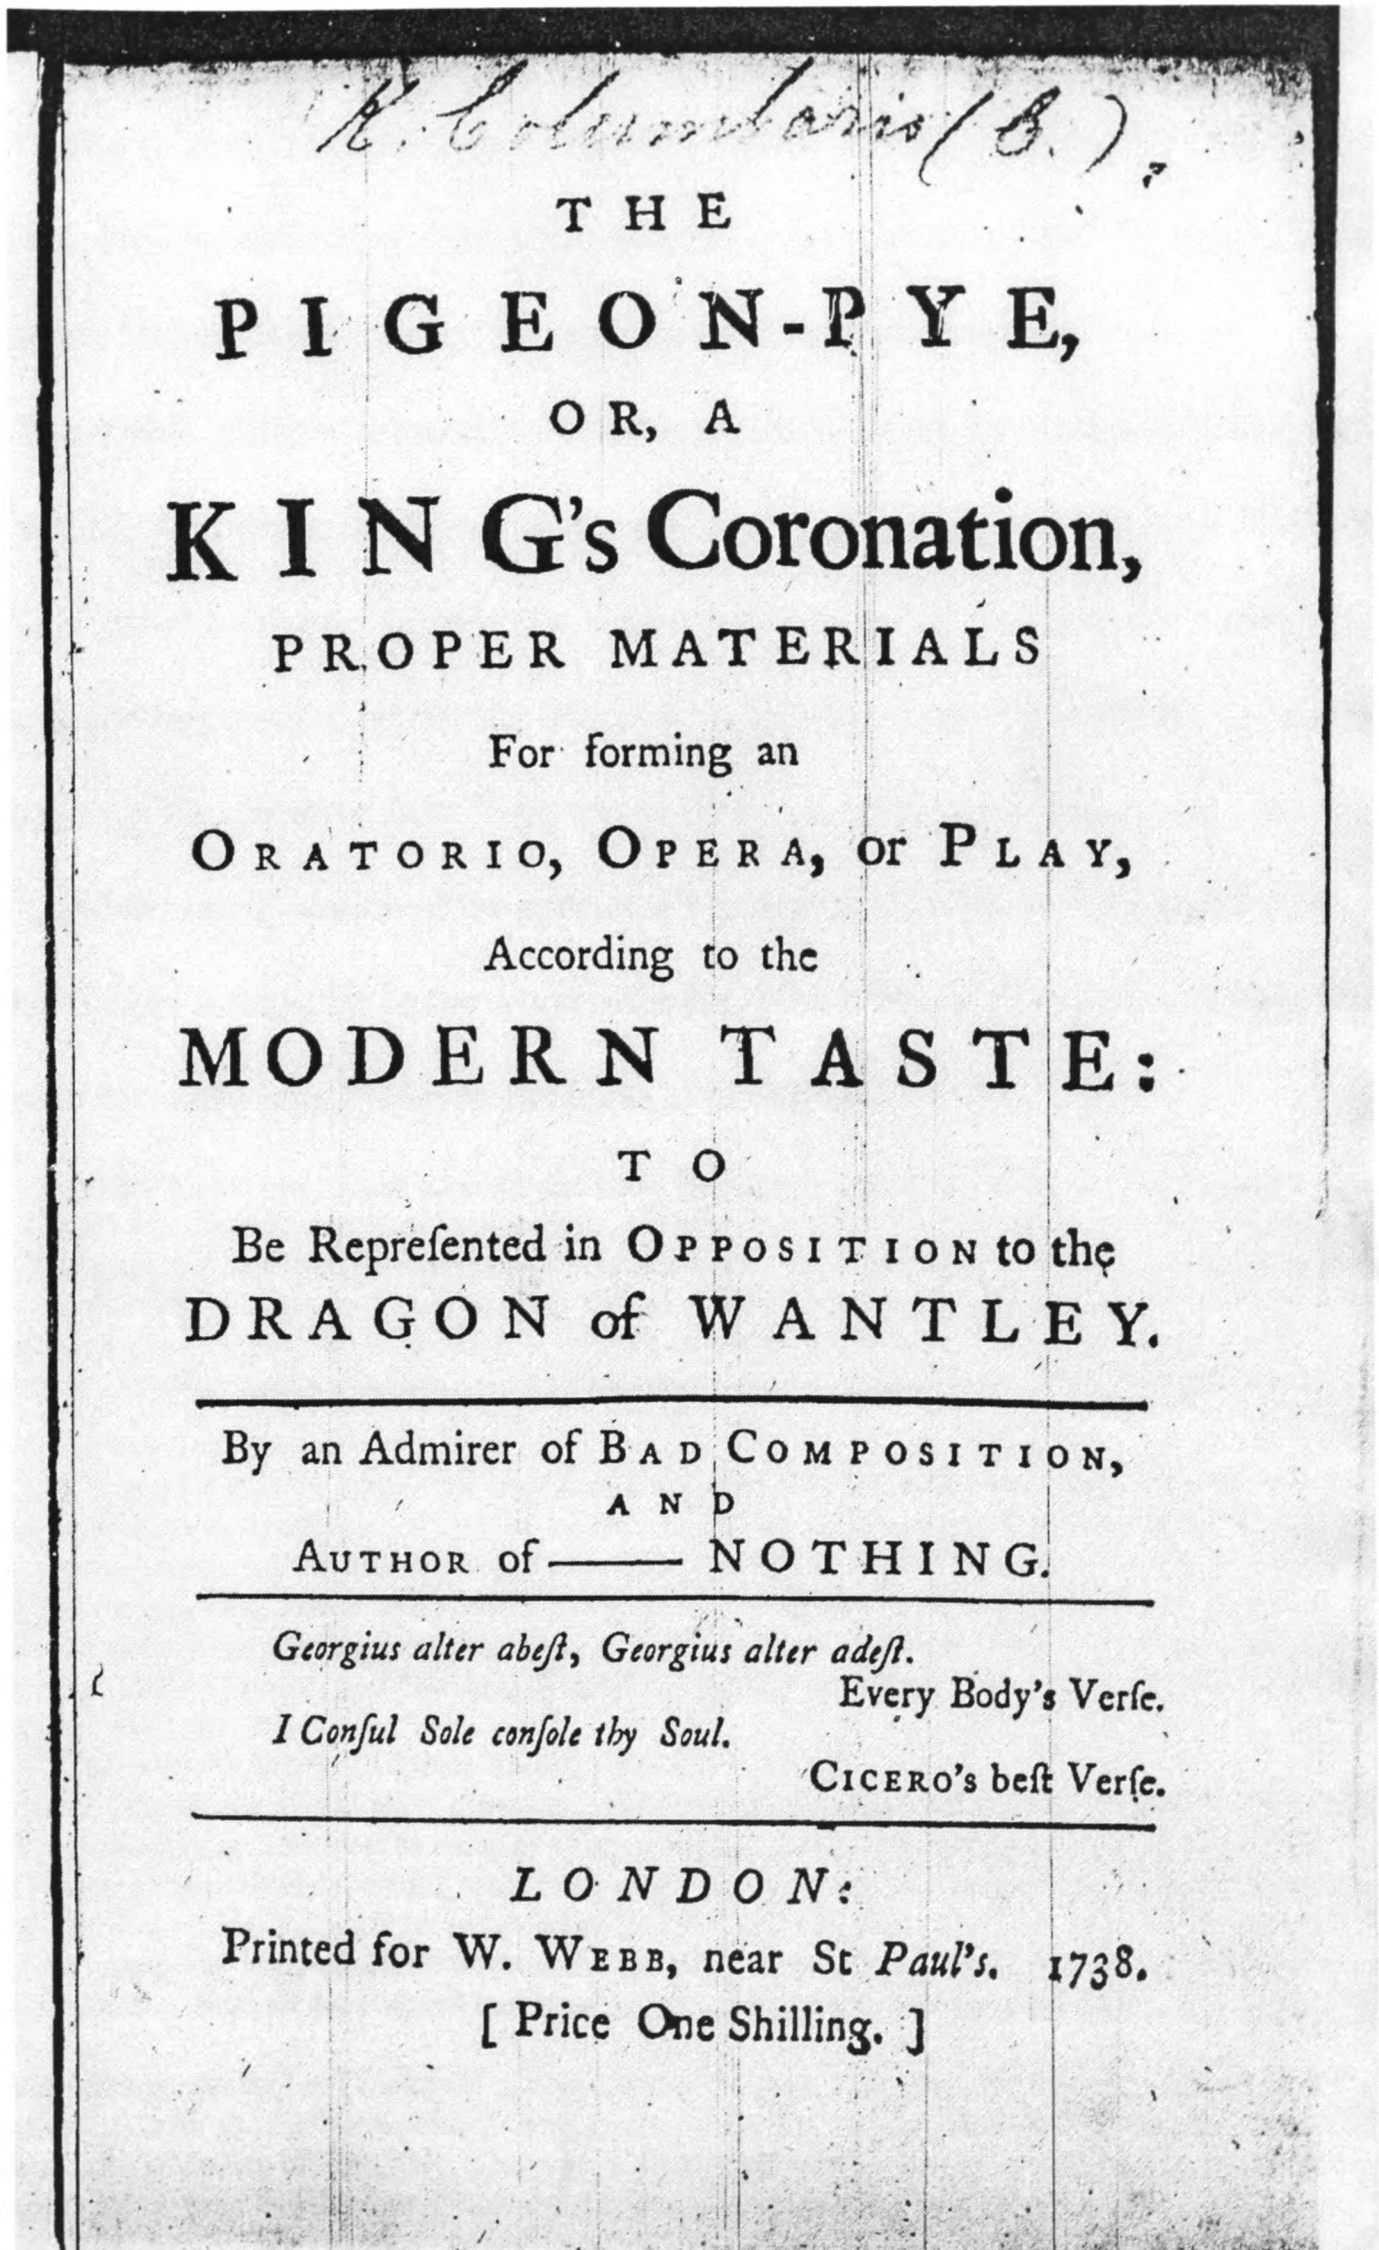 K. Columbario (B.)
THE
PIGEON-PYE,
OR, A
KING's Coronation,
PROPER MATERIALS
For forming an
ORATORIO, OPERA, or PLAY,
According to the
MODERN TASTE:
TO
Be Repreſented in OPPOSITION to the
DRAGON of WANTLEY.
By an Admirer of BAD COMPOSITION,
AND
AUTHOR of —— NOTHING.
Georgius alter abeſt, Georgius alter adeſt.
Every Body's Verſe.
I Conſul Sole conſole thy Soul.
CICERO's beſt Verſe.
LONDON:
Printed for W. WEBB, near St Paul's. 1738.
[ Price One Shilling. ]